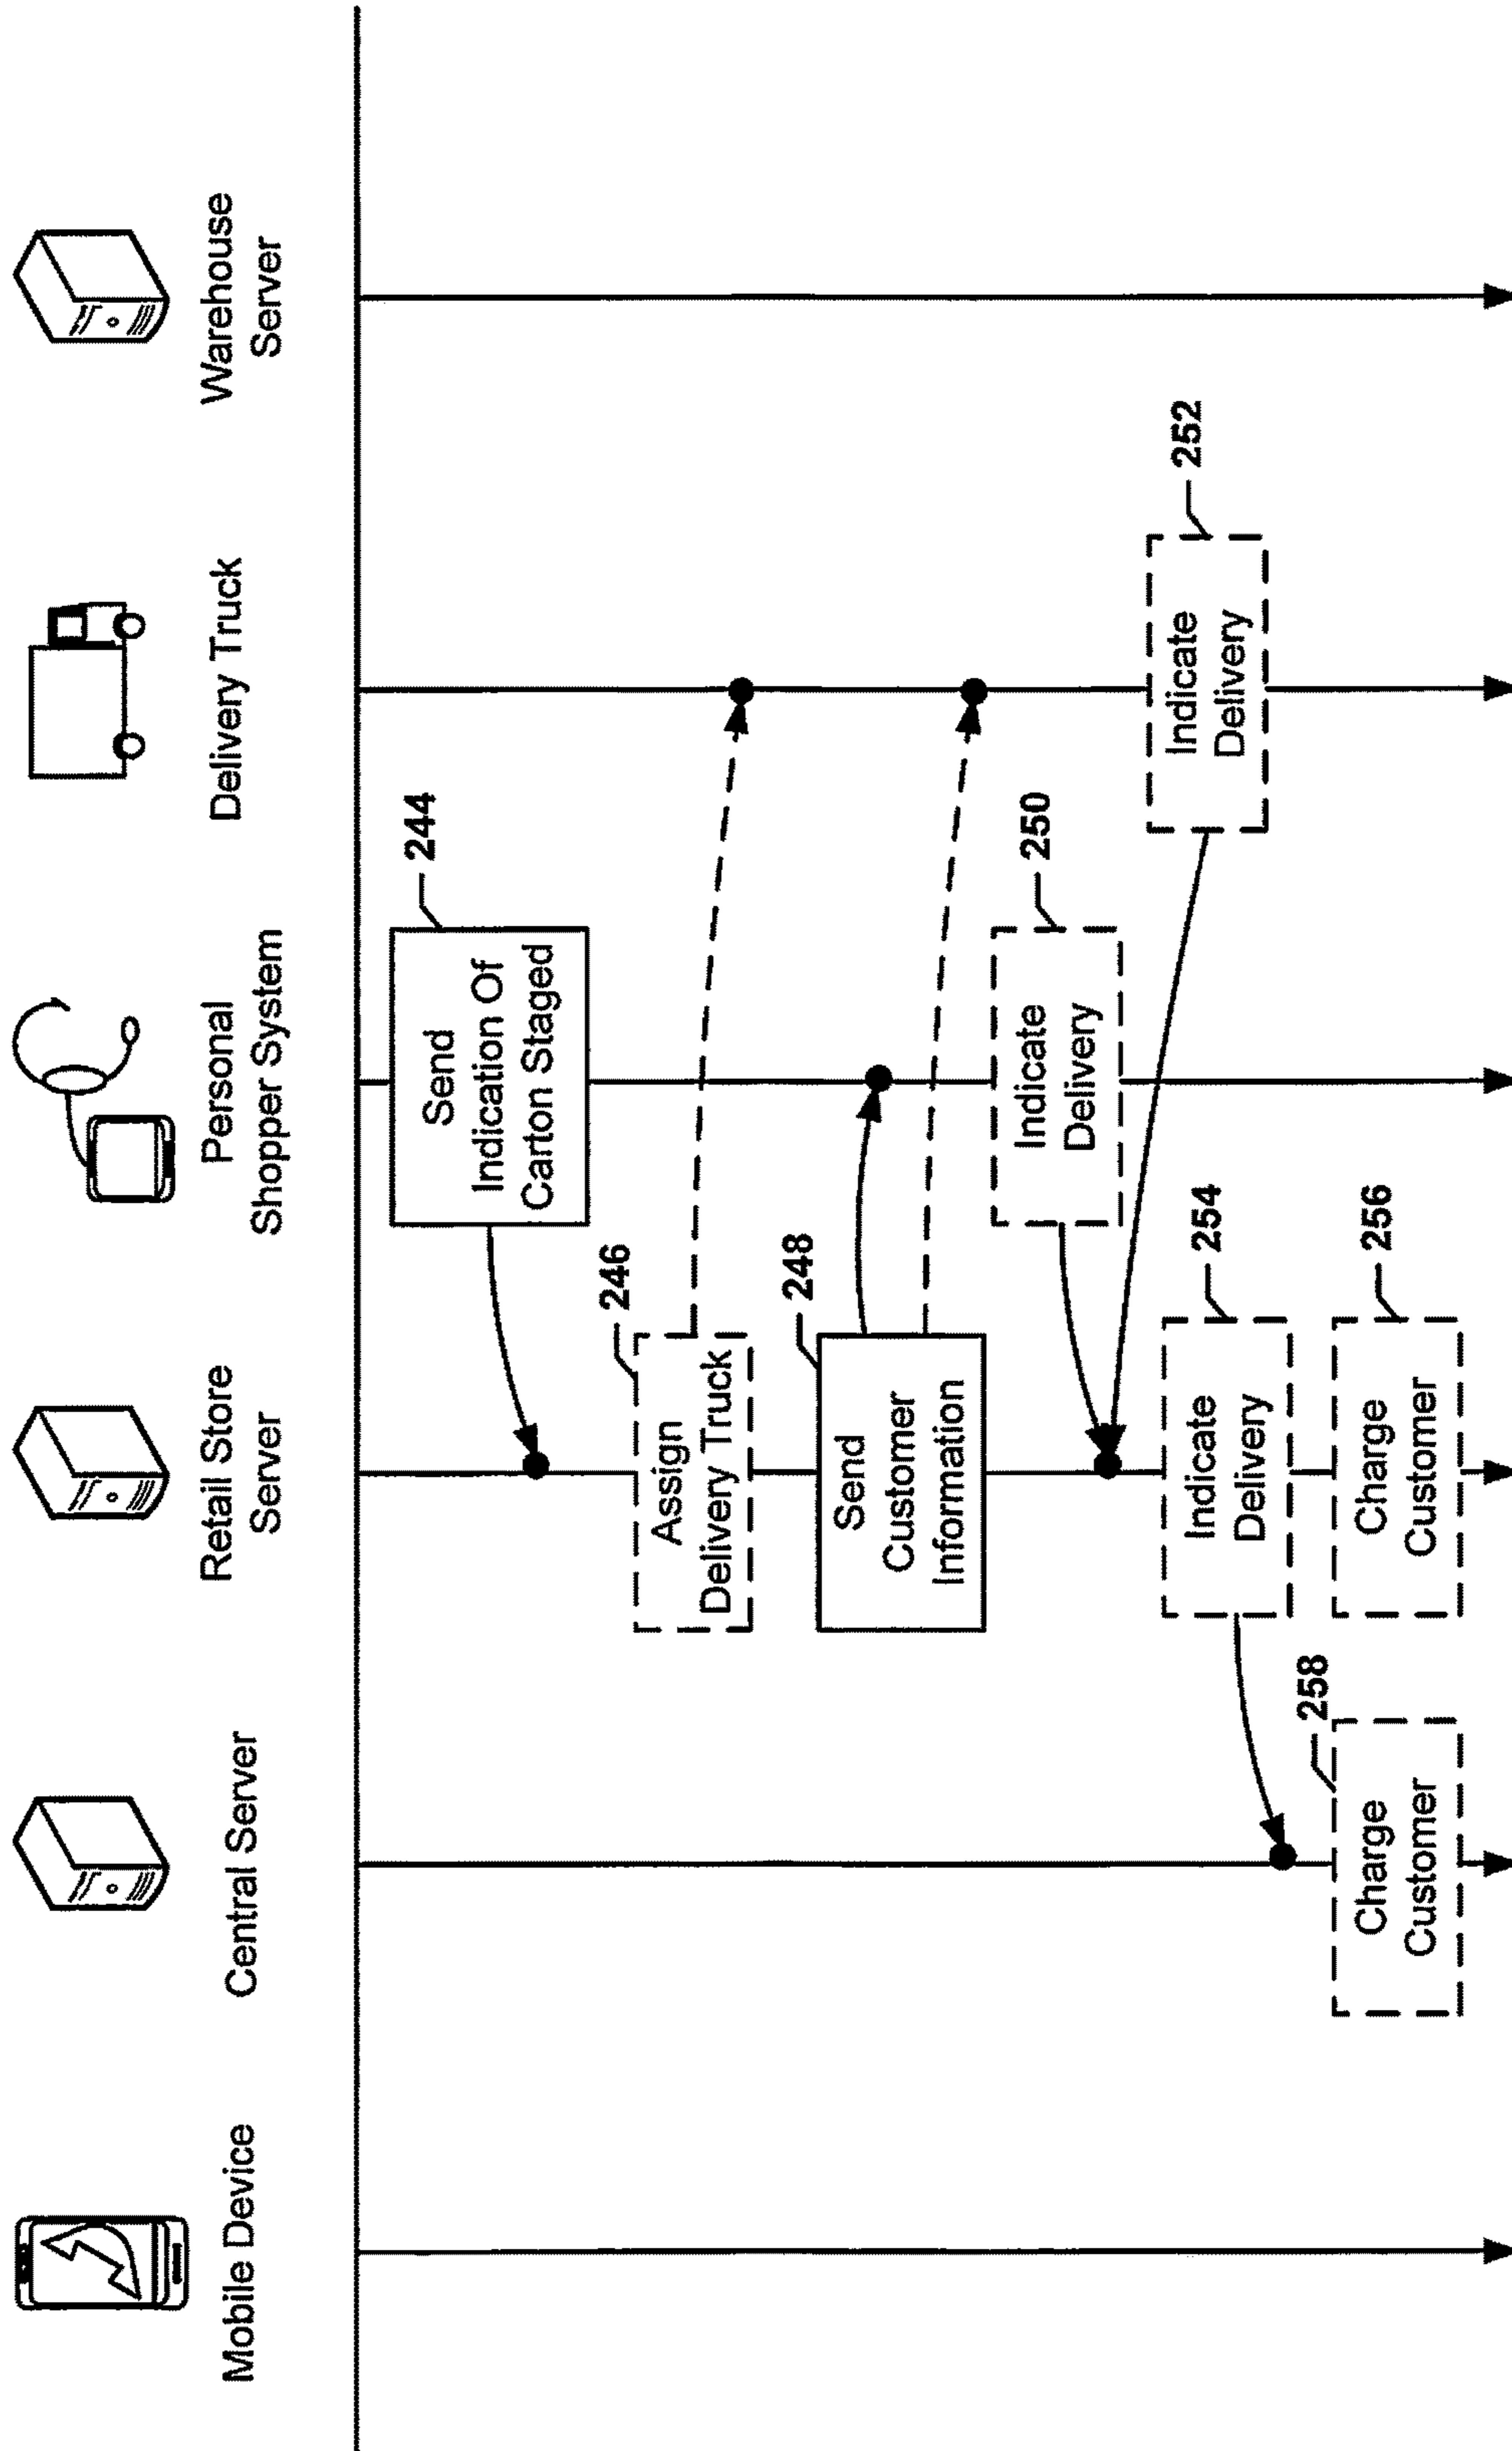 Mobile Device
Central Server
Retail Store
Server
Personal
Shopper System
Delivery Truck
Warehouse
Server
244
Send
Indication Of
Carton Staged
246
Assign
Delivery Truck
248
Send
Customer
Information
250
Indicate
Delivery
252
Indicate
Delivery
254
Indicate
Delivery
256
Charge
Customer
258
Charge
Customer